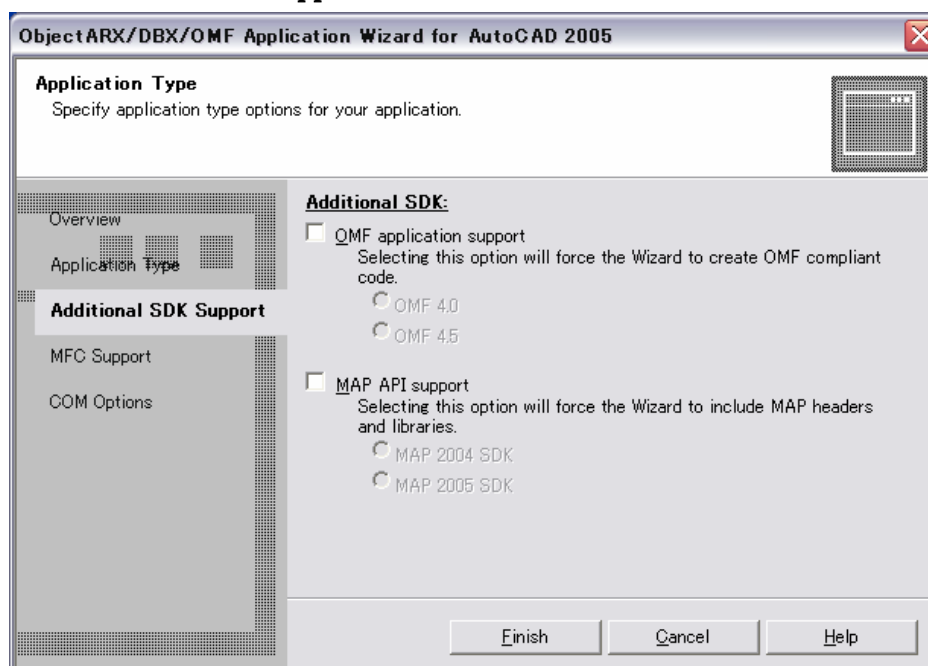 ObjectARX/DBX/OMF Application Wizard for AutoCAD 2005
Application Type
Specify application type options for your application.
Overview
Application Type
Additional SDK Support
MFC Support
COM Options
Additional SDK:
OMF application support
Selecting this option will force the Wizard to create OMF compliant
code.
OMF 4.0
OMF 4.5
MAP API support
Selecting this option will force the Wizard to include MAP headers
and libraries.
MAP 2004 SDK
MAP 2005 SDK
Finish
Cancel
Help